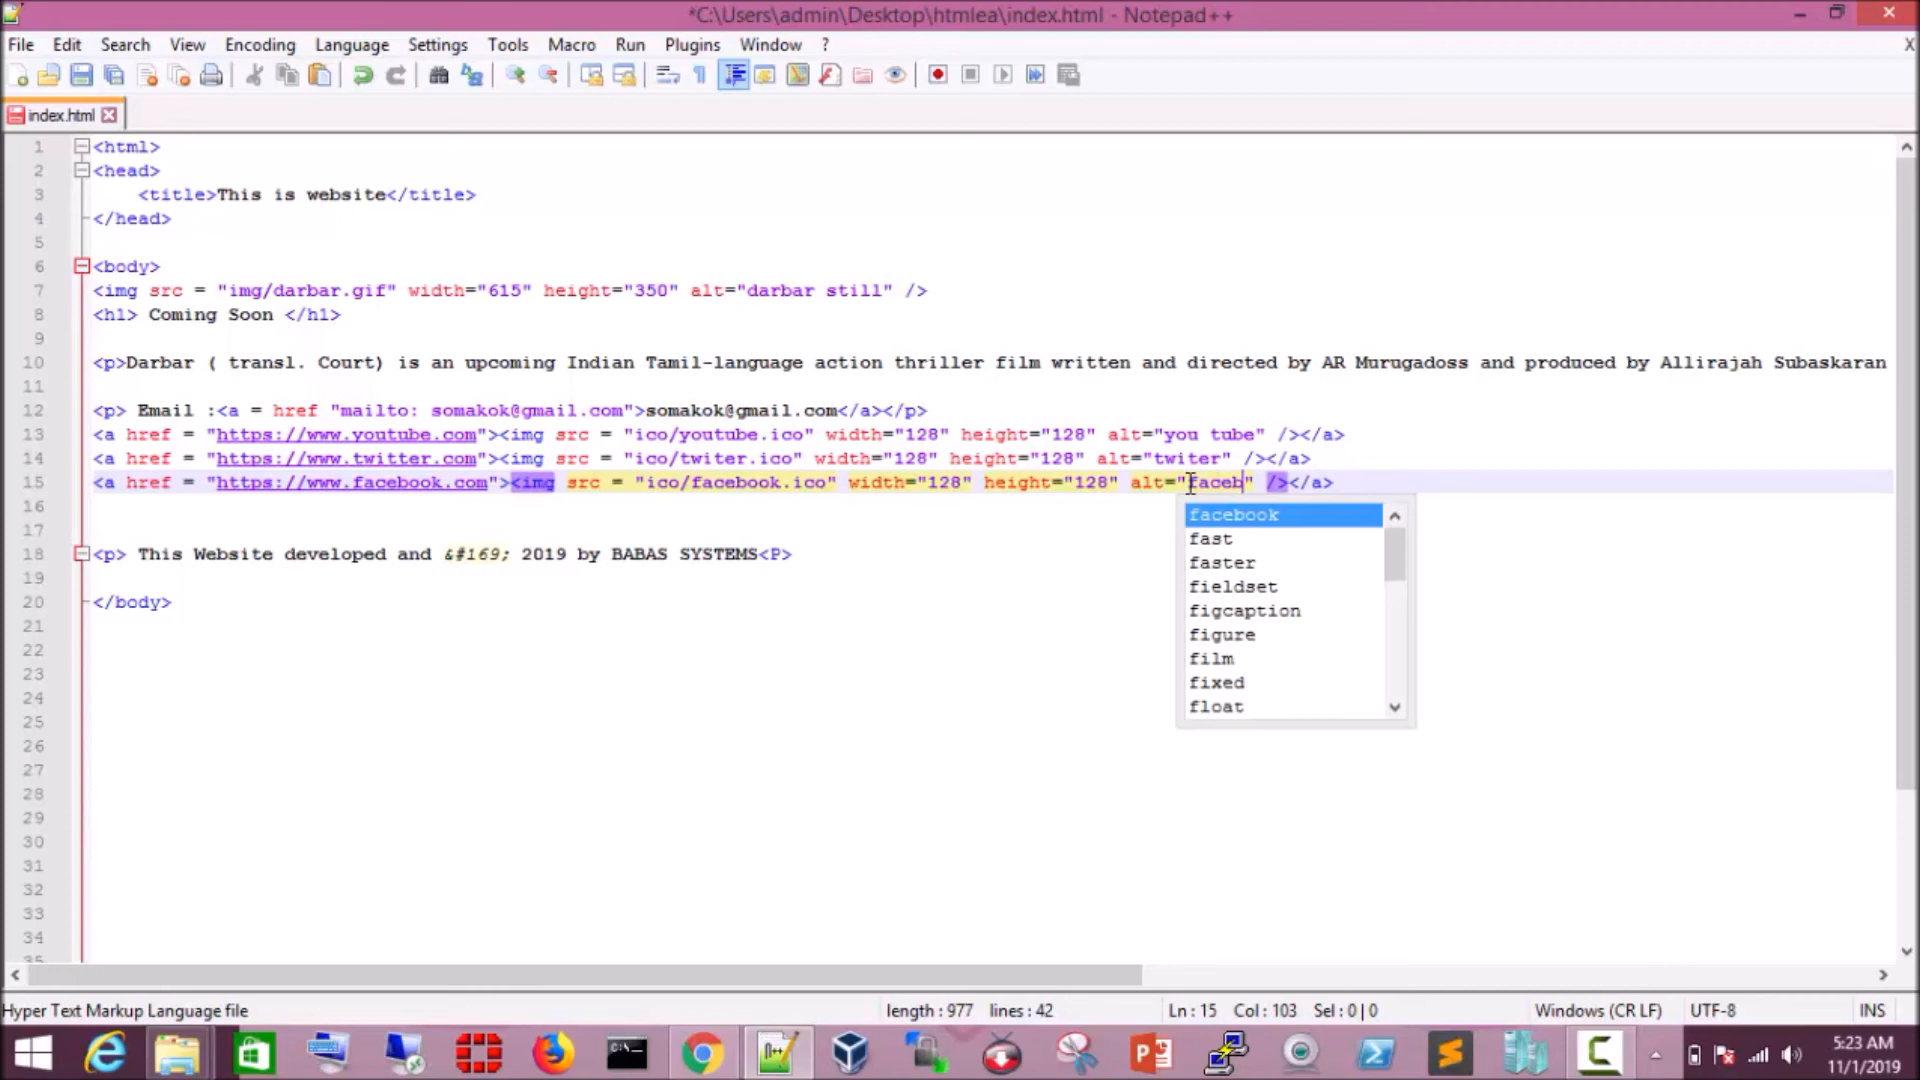 *C:\Users\admin\Desktop\htmlea\index.html - Notepad++
File Edit Search View Encoding Language Settings Tools Macro Run Plugins Window ? X
index.html
1 <html>
2 <head>
3 <title>This is website</title>
4 </head>
5
6 <body>
7 <img src = "img/darbar.gif" width="615" height="350" alt="darbar still" />
8 <h1> Coming Soon </h1>
9
10 <p>Darbar ( transl. Court) is an upcoming Indian Tamil-language action thriller film written and directed by AR Murugadoss and produced by Allirajah Subaskaran
11
12 <p> Email :<a = href "mailto: somakok@gmail.com">somakok@gmail.com</a></p>
13 <a href = "https://www.youtube.com"><img src = "ico/youtube.ico" width="128" height="128" alt="you tube" /></a>
14 <a href = "https://www.twitter.com"><img src = "ico/twiter.ico" width="128" height="128" alt="twiter" /></a>
15 <a href = "https://www.facebook.com"><img src = "ico/facebook.ico" width="128" height="128" alt="faceb" /></a>
16
17
18 <p> This Website developed and &#169; 2019 by BABAS SYSTEMS<P>
19
20 </body>
21
22
23
24
25
26
27
28
29
30
31
32
33
34
35
facebook
fast
faster
fieldset
figcaption
figure
film
fixed
float
Hyper Text Markup Language file length : 977 lines : 42 Ln : 15 Col : 103 Sel : 0 | 0 Windows (CR LF) UTF-8 INS
5:23 AM
11/1/2019